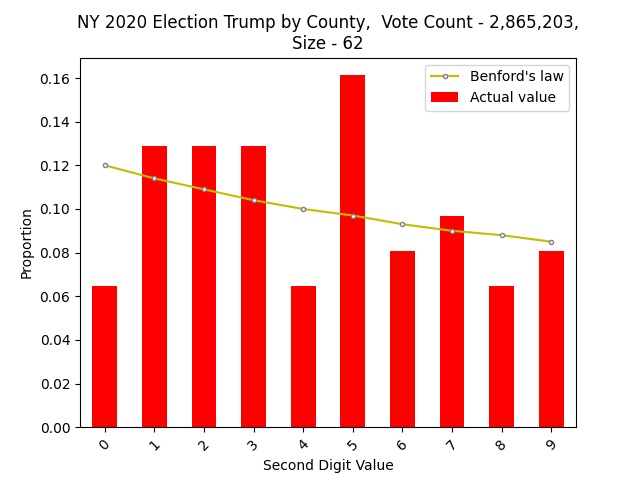 NY 2020 Election Trump by County,  Vote Count - 2,865,203,
Size - 62
Benford's law
Actual value
0.16
0.14
0.12
0.10
0.08
0.06
0.04
0.02
0.00
Proportion
0 1 2 3 4 5 6 7 8 9
Second Digit Value